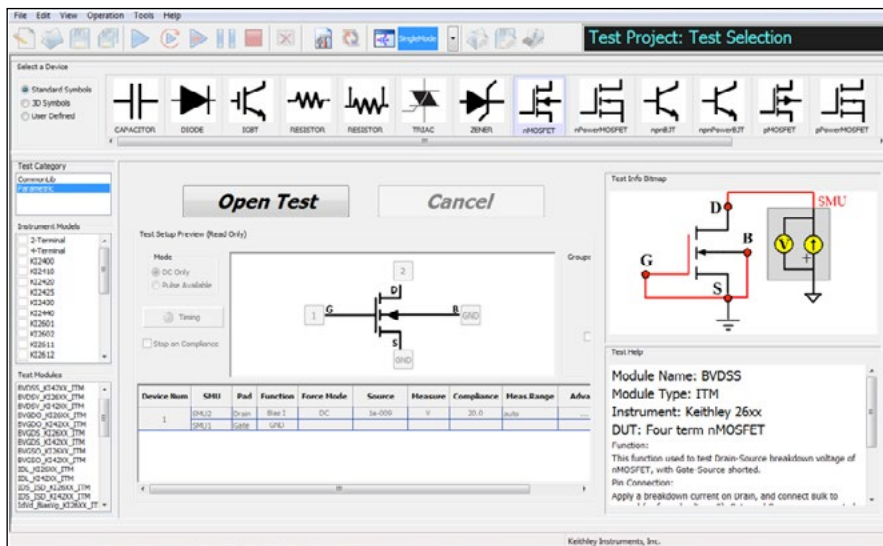 File Edit View Operation Tools Help
SingleMode
Test Project: Test Selection
Select a Device
Standard Symbols
3D Symbols
User Defined
CAPACITOR DIODE IGBT RESISTOR RESISTOR TRIAC ZENER nMOSFET nPowerMOSFET npnBJT npnPowerBJT pMOSFET pPowerMOSFET
Test Category
CommonLib
Parametric
Instrument Models
2-Terminal
4-Terminal
KI2400
KI2410
KI2420
KI2425
KI2430
KI2440
KI2601
KI2602
KI2611
KI2612
Test Modules
BVDSS_KI42XX_ITM
BVDSV_KI26XX_ITM
BVDSV_KI42XX_ITM
BVGDO_KI26XX_ITM
BVGDO_KI42XX_ITM
BVGDS_KI26XX_ITM
BVGDS_KI42XX_ITM
BVGSO_KI26XX_ITM
BVGSO_KI42XX_ITM
IDL_KI26XX_ITM
IDL_KI42XX_ITM
IDS_ISD_KI26XX_ITM
IDS_ISD_KI42XX_ITM
Open Test
Cancel
Test Setup Preview (Read Only)
Mode
DC Only
Pulse Available
Timing
Stop on Compliance
Groups
2
D
1 G B GND
S
GND
Device Num SMU Pad Function Force Mode Source Measure Compliance Meas.Range Adva
1 SMU2 Drain Bias I DC 1e-009 V 20.0 auto ...
SMU1 Gate GND
Test Info Bitmap
D
SMU
B
V
G
+
S
Test Help
Module Name: BVDSS
Module Type: ITM
Instrument: Keithley 26xx
DUT: Four term nMOSFET
Function:
This function used to test Drain-Source breakdown voltage of
nMOSFET, with Gate-Source shorted.
Pin Connection:
Apply a breakdown current on Drain, and connect Bulk to
Keithley Instruments, Inc.